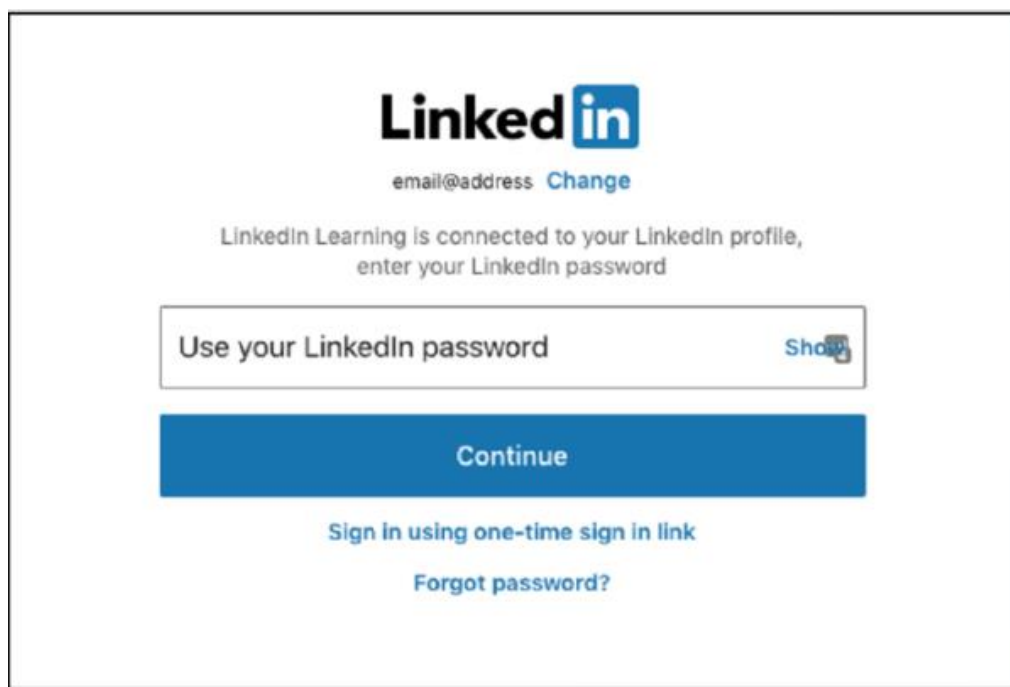 Linked in
email@address Change
LinkedIn Learning is connected to your LinkedIn profile,
enter your LinkedIn password
Use your LinkedIn password Show
Continue
Sign in using one-time sign in link
Forgot password?